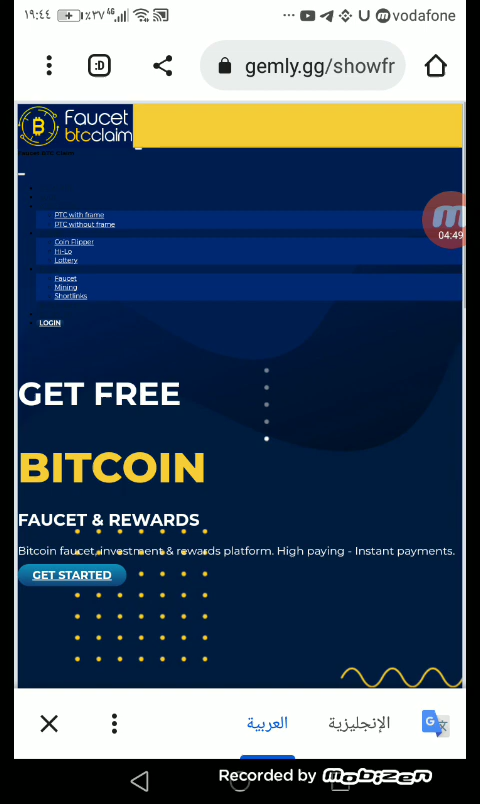 ١٩:٤٤
٪٣٧
4G
vodafone
:D
gemly.gg/showfr
Faucet
btcclaim
PTC with frame
PTC without frame
04:49
Coin Flipper
Hi-Lo
Lottery
Faucet
Mining
Shortlinks
LOGIN
GET FREE
BITCOIN
FAUCET & REWARDS
Bitcoin faucet, investment & rewards platform. High paying - Instant payments.
GET STARTED
العربية
الإنجليزية
Recorded by Mobizen